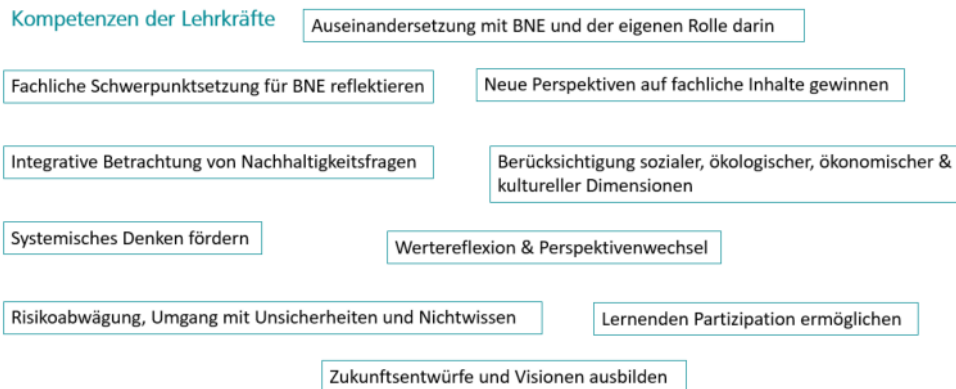 Kompetenzen der Lehrkräfte
Auseinandersetzung mit BNE und der eigenen Rolle darin
Fachliche Schwerpunktsetzung für BNE reflektieren
Neue Perspektiven auf fachliche Inhalte gewinnen
Integrative Betrachtung von Nachhaltigkeitsfragen
Berücksichtigung sozialer, ökologischer, ökonomischer &
kultureller Dimensionen
Systemisches Denken fördern
Wertereflexion & Perspektivenwechsel
Risikoabwägung, Umgang mit Unsicherheiten und Nichtwissen
Lernenden Partizipation ermöglichen
Zukunftsentwürfe und Visionen ausbilden